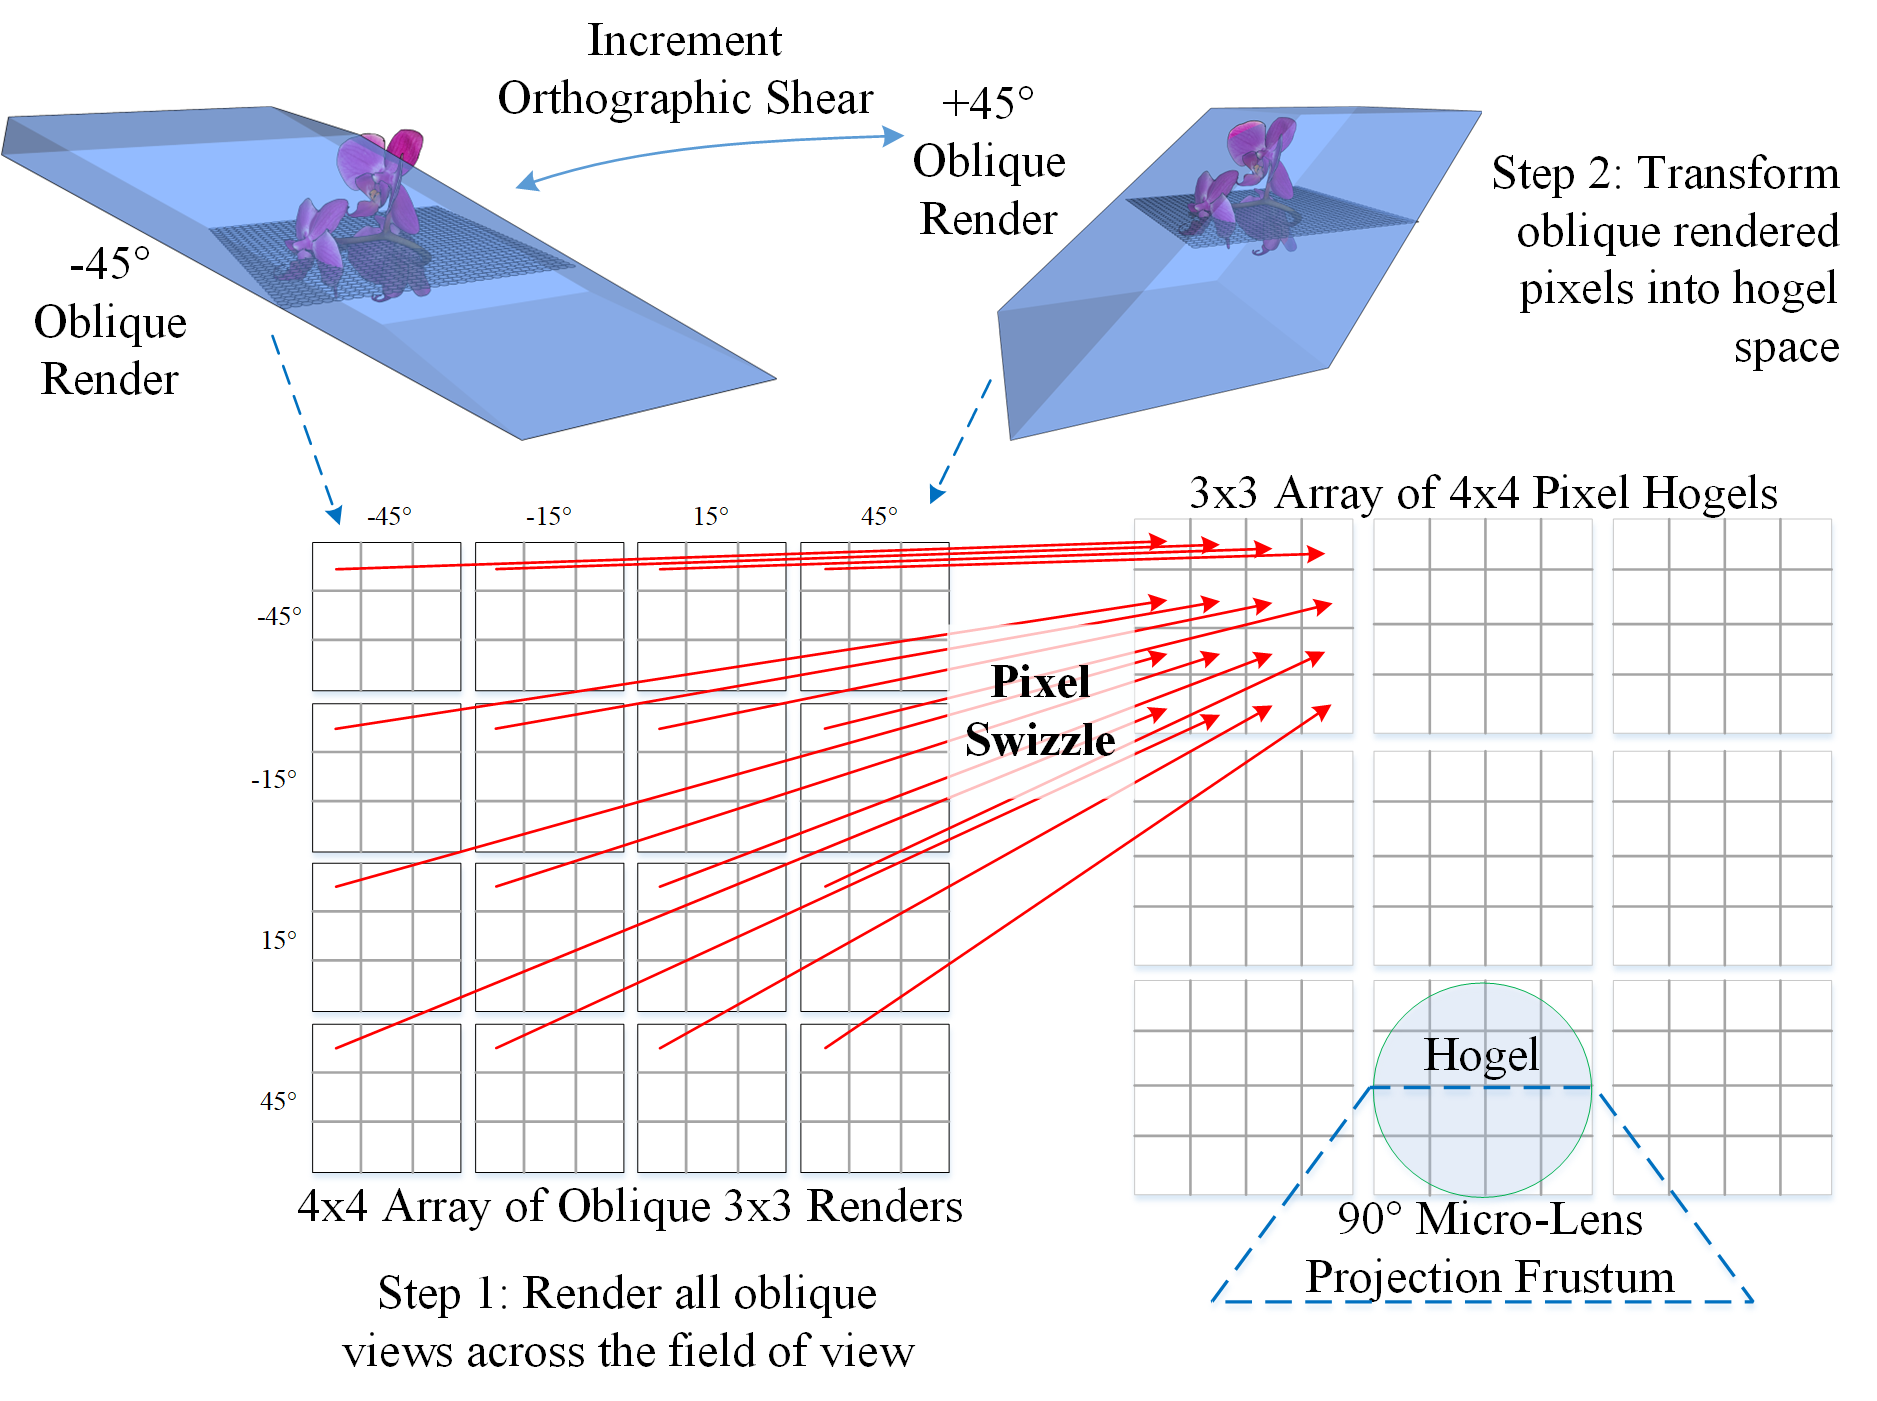 Increment
Orthographic Shear
+45°
Oblique
Render
-45°
Oblique
Render
Step 2: Transform
oblique rendered
pixels into hogel
space
3x3 Array of 4x4 Pixel Hogels
-45° -15° 15° 45°
-45°
-15°
15°
45°
Pixel
Swizzle
Hogel
90° Micro-Lens
Projection Frustum
4x4 Array of Oblique 3x3 Renders
Step 1: Render all oblique
views across the field of view